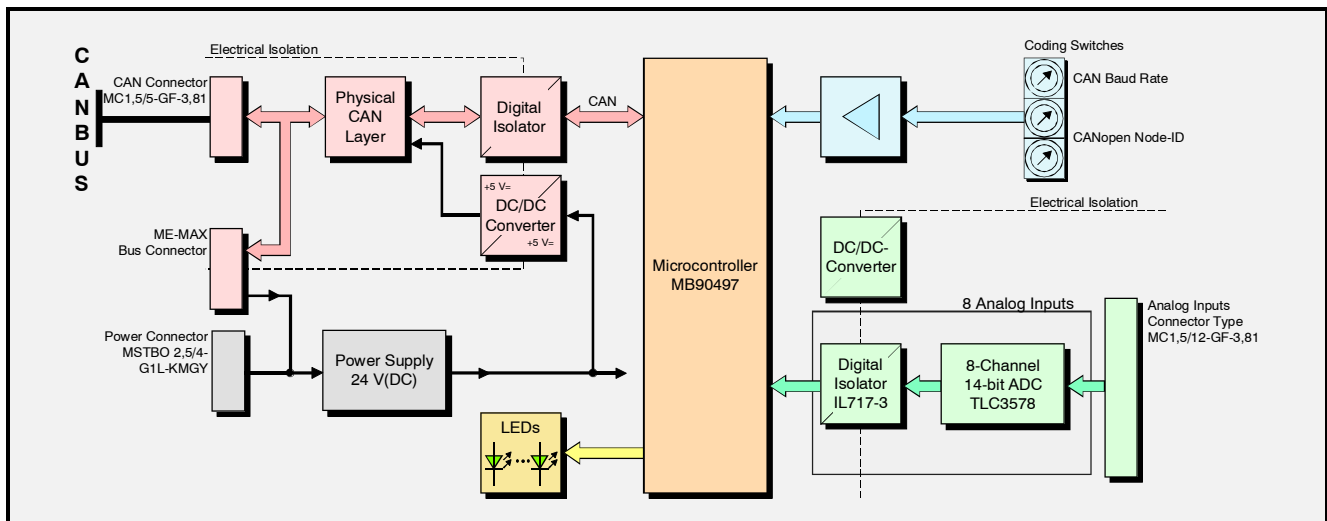 C
A
N
B
U
S
Electrical Isolation
CAN Connector
MC1,5/5-GF-3,81
Physical
CAN
Layer
Digital
Isolator
CAN
+5 V=
DC/DC
Converter
+5 V=
ME-MAX
Bus Connector
Power Connector
MSTBO 2,5/4-
G1L-KMGY
Power Supply
24 V(DC)
LEDs
Microcontroller
MB90497
Coding Switches
CAN Baud Rate
CANopen Node-ID
Electrical Isolation
DC/DC-
Converter
8 Analog Inputs
Digital
Isolator
IL717-3
8-Channel
14-bit ADC
TLC3578
Analog Inputs
Connector Type
MC1,5/12-GF-3,81